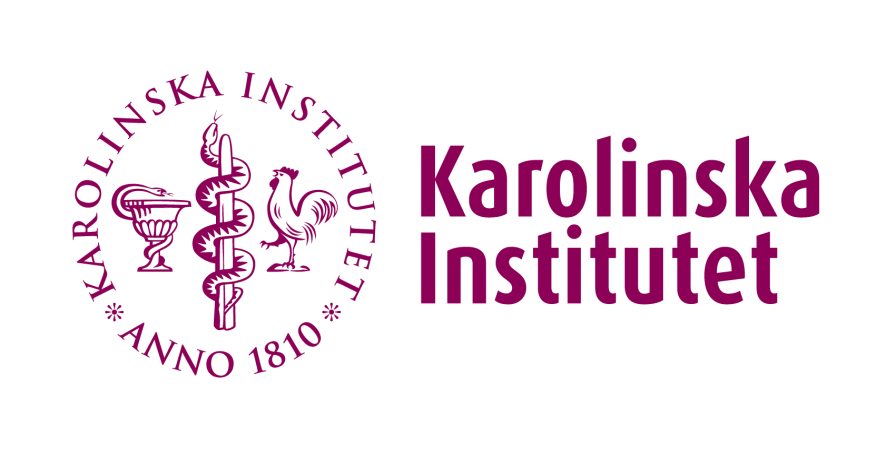 KAROLINSKA INSTITUTET
ANNO 1810
Karolinska
Institutet